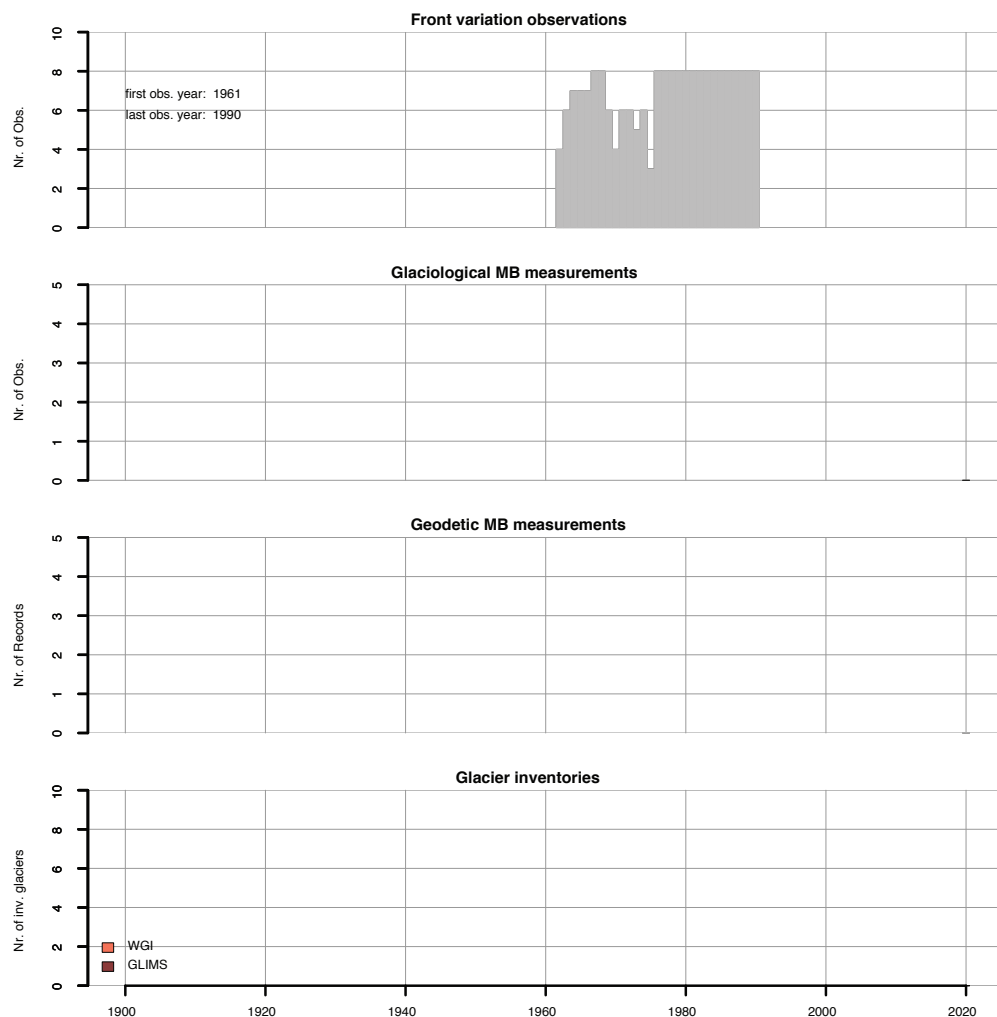 Front variation observations
10
8
6
4
2
0
Nr. of Obs.
first obs. year: 1961
last obs. year: 1990
Glaciological MB measurements
5
4
3
2
1
0
Nr. of Obs.
Geodetic MB measurements
5
4
3
2
1
0
Nr. of Records
Glacier inventories
10
8
6
4
2
0
Nr. of inv. glaciers
WGI
GLIMS
1900 1920 1940 1960 1980 2000 2020